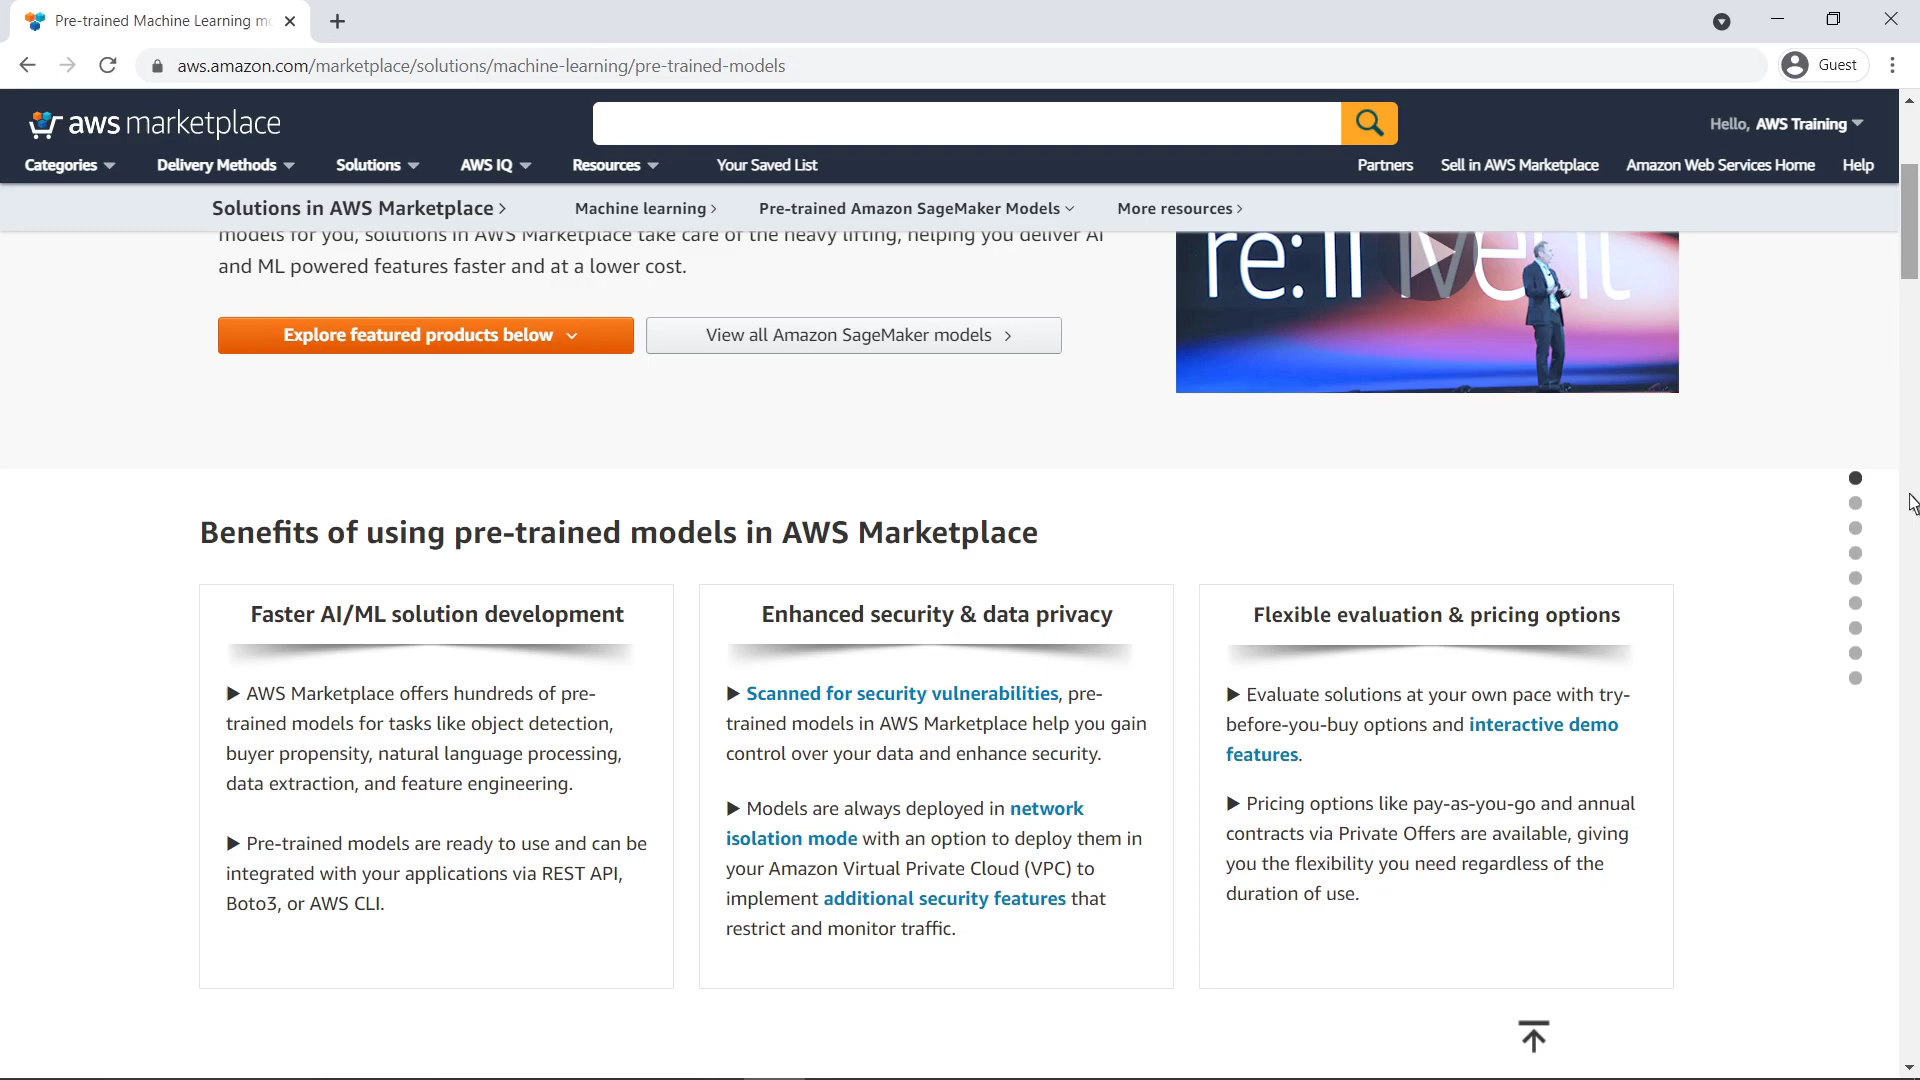 Pre-trained Machine Learning m
aws.amazon.com/marketplace/solutions/machine-learning/pre-trained-models
Guest
aws marketplace
Hello, AWS Training
Categories Delivery Methods Solutions AWS IQ Resources Your Saved List Partners Sell in AWS Marketplace Amazon Web Services Home Help
Solutions in AWS Marketplace > Machine learning > Pre-trained Amazon SageMaker Models More resources >
models for you, solutions in AWS Marketplace take care of the heavy lifting, helping you deliver AI
and ML powered features faster and at a lower cost.
re:Invent
Explore featured products below
View all Amazon SageMaker models >
Benefits of using pre-trained models in AWS Marketplace
Faster AI/ML solution development
▶ AWS Marketplace offers hundreds of pre-
trained models for tasks like object detection,
buyer propensity, natural language processing,
data extraction, and feature engineering.
▶ Pre-trained models are ready to use and can be
integrated with your applications via REST API,
Boto3, or AWS CLI.
Enhanced security & data privacy
▶ Scanned for security vulnerabilities, pre-
trained models in AWS Marketplace help you gain
control over your data and enhance security.
▶ Models are always deployed in network
isolation mode with an option to deploy them in
your Amazon Virtual Private Cloud (VPC) to
implement additional security features that
restrict and monitor traffic.
Flexible evaluation & pricing options
▶ Evaluate solutions at your own pace with try-
before-you-buy options and interactive demo
features.
▶ Pricing options like pay-as-you-go and annual
contracts via Private Offers are available, giving
you the flexibility you need regardless of the
duration of use.